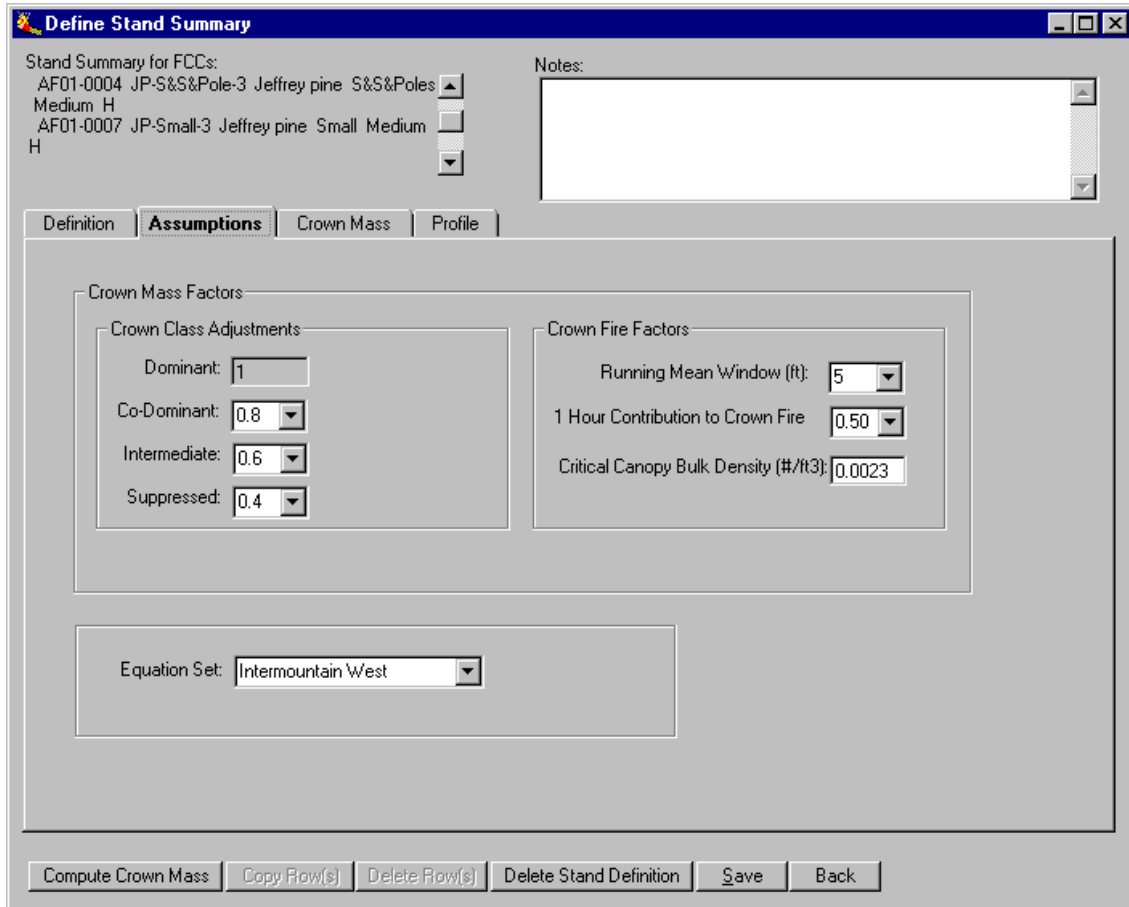 Define Stand Summary
Stand Summary for FCCs:
AF01-0004 JP-S&S&Pole-3 Jeffrey pine S&S&Poles
Medium H
AF01-0007 JP-Small-3 Jeffrey pine Small Medium
H
Notes:
Definition Assumptions Crown Mass Profile
Crown Mass Factors
Crown Class Adjustments
Dominant: 1
Co-Dominant: 0.8
Intermediate: 0.6
Suppressed: 0.4
Crown Fire Factors
Running Mean Window (ft): 5
1 Hour Contribution to Crown Fire 0.50
Critical Canopy Bulk Density (#/ft3): 0.0023
Equation Set: Intermountain West
Compute Crown Mass Copy Row(s) Delete Row(s) Delete Stand Definition Save Back